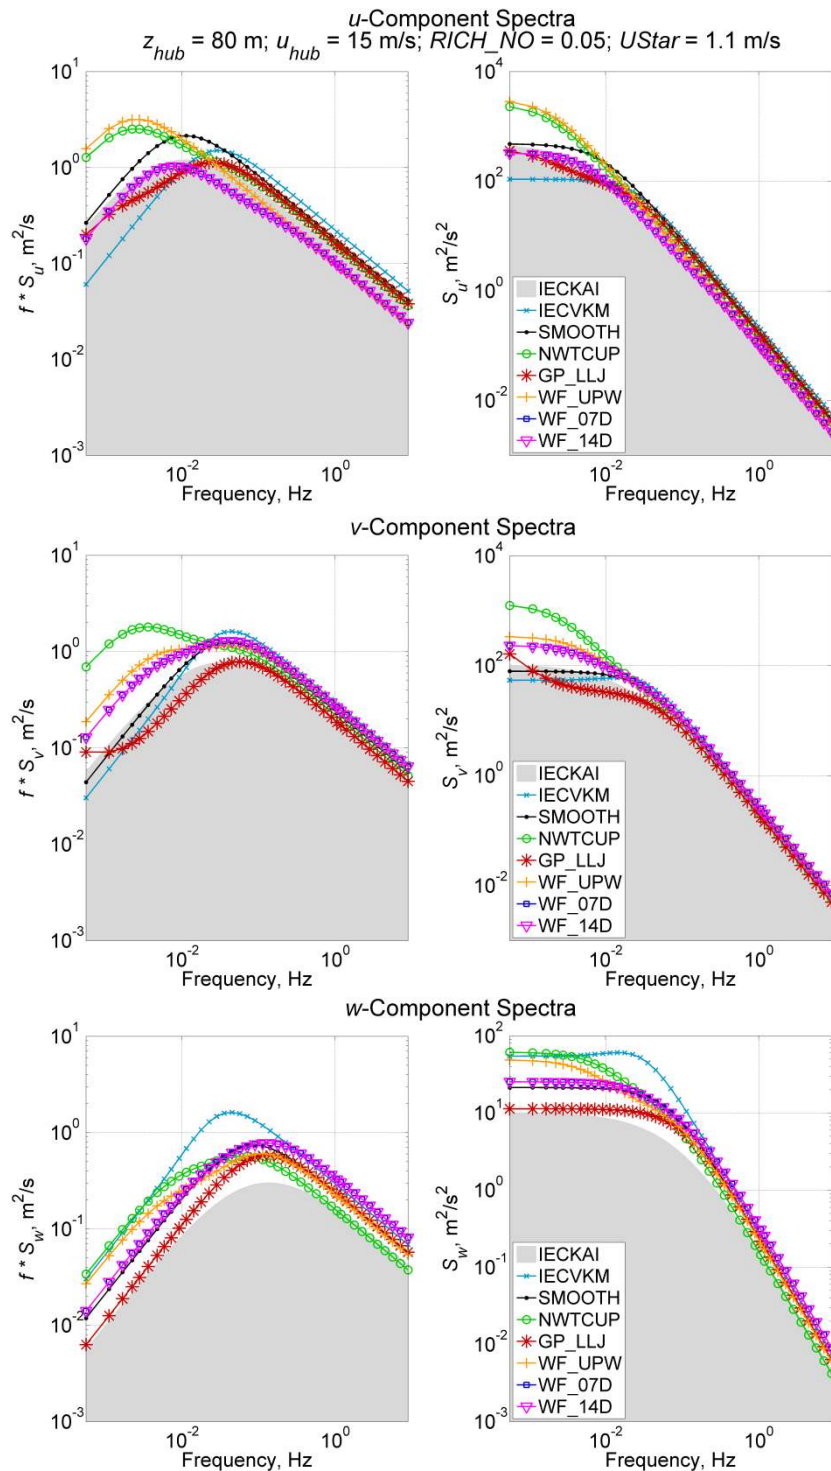 u-Component Spectra
z_hub = 80 m; u_hub = 15 m/s; RICH_NO = 0.05; UStar = 1.1 m/s
10^1
10^0
10^-1
10^-2
10^-3
f * S_u, m^2/s
10^-2
10^0
Frequency, Hz
10^4
10^2
10^0
10^-2
S_u, m^2/s^2
IECKAI
IECVKM
SMOOTH
NWTCUP
GP_LLJ
WF_UPW
WF_07D
WF_14D
10^-2
10^0
Frequency, Hz
v-Component Spectra
10^1
10^0
10^-1
10^-2
10^-3
f * S_v, m^2/s
10^-2
10^0
Frequency, Hz
10^4
10^2
10^0
10^-2
S_v, m^2/s^2
IECKAI
IECVKM
SMOOTH
NWTCUP
GP_LLJ
WF_UPW
WF_07D
WF_14D
10^-2
10^0
Frequency, Hz
w-Component Spectra
10^1
10^0
10^-1
10^-2
10^-3
f * S_w, m^2/s
10^-2
10^0
Frequency, Hz
10^2
10^1
10^0
10^-1
10^-2
10^-3
S_w, m^2/s^2
IECKAI
IECVKM
SMOOTH
NWTCUP
GP_LLJ
WF_UPW
WF_07D
WF_14D
10^-2
10^0
Frequency, Hz